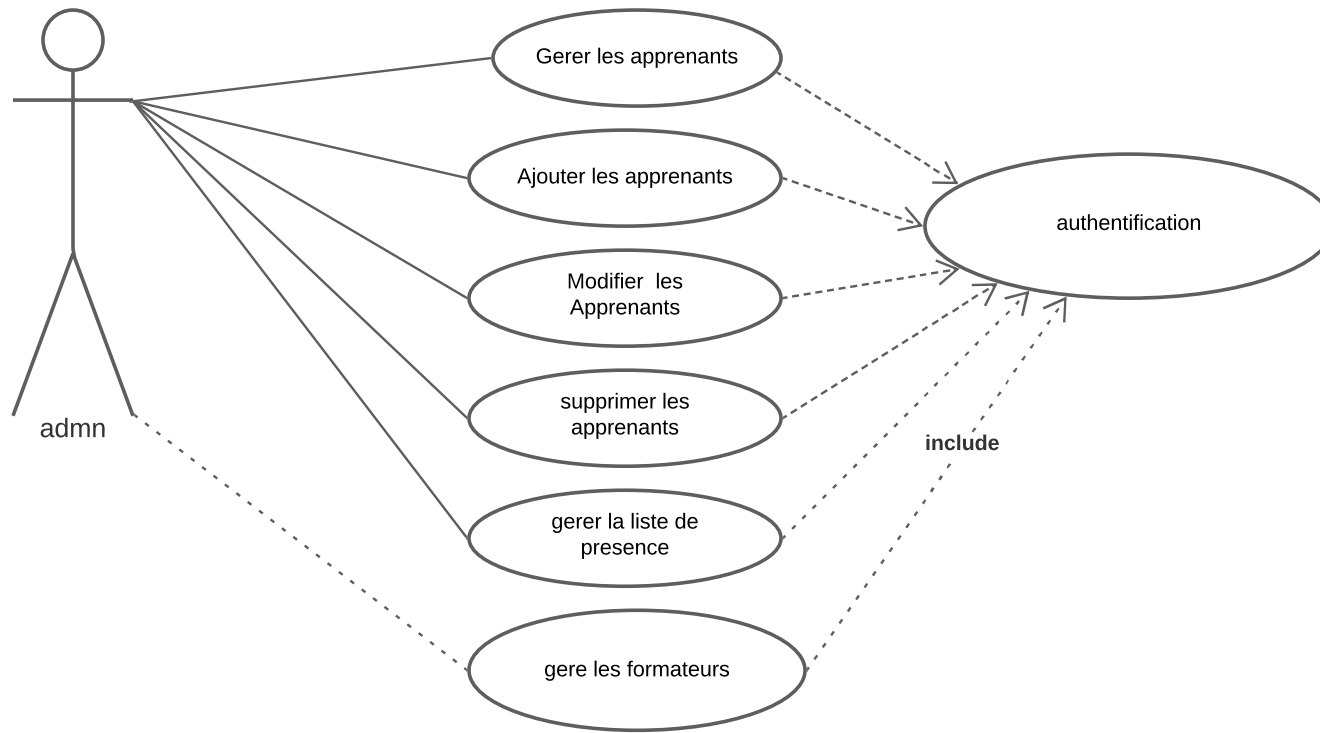 Gerer les apprenants
Ajouter les apprenants
authentification
Modifier  les
Apprenants
supprimer les
apprenants
admn
include
gerer la liste de
presence
gere les formateurs